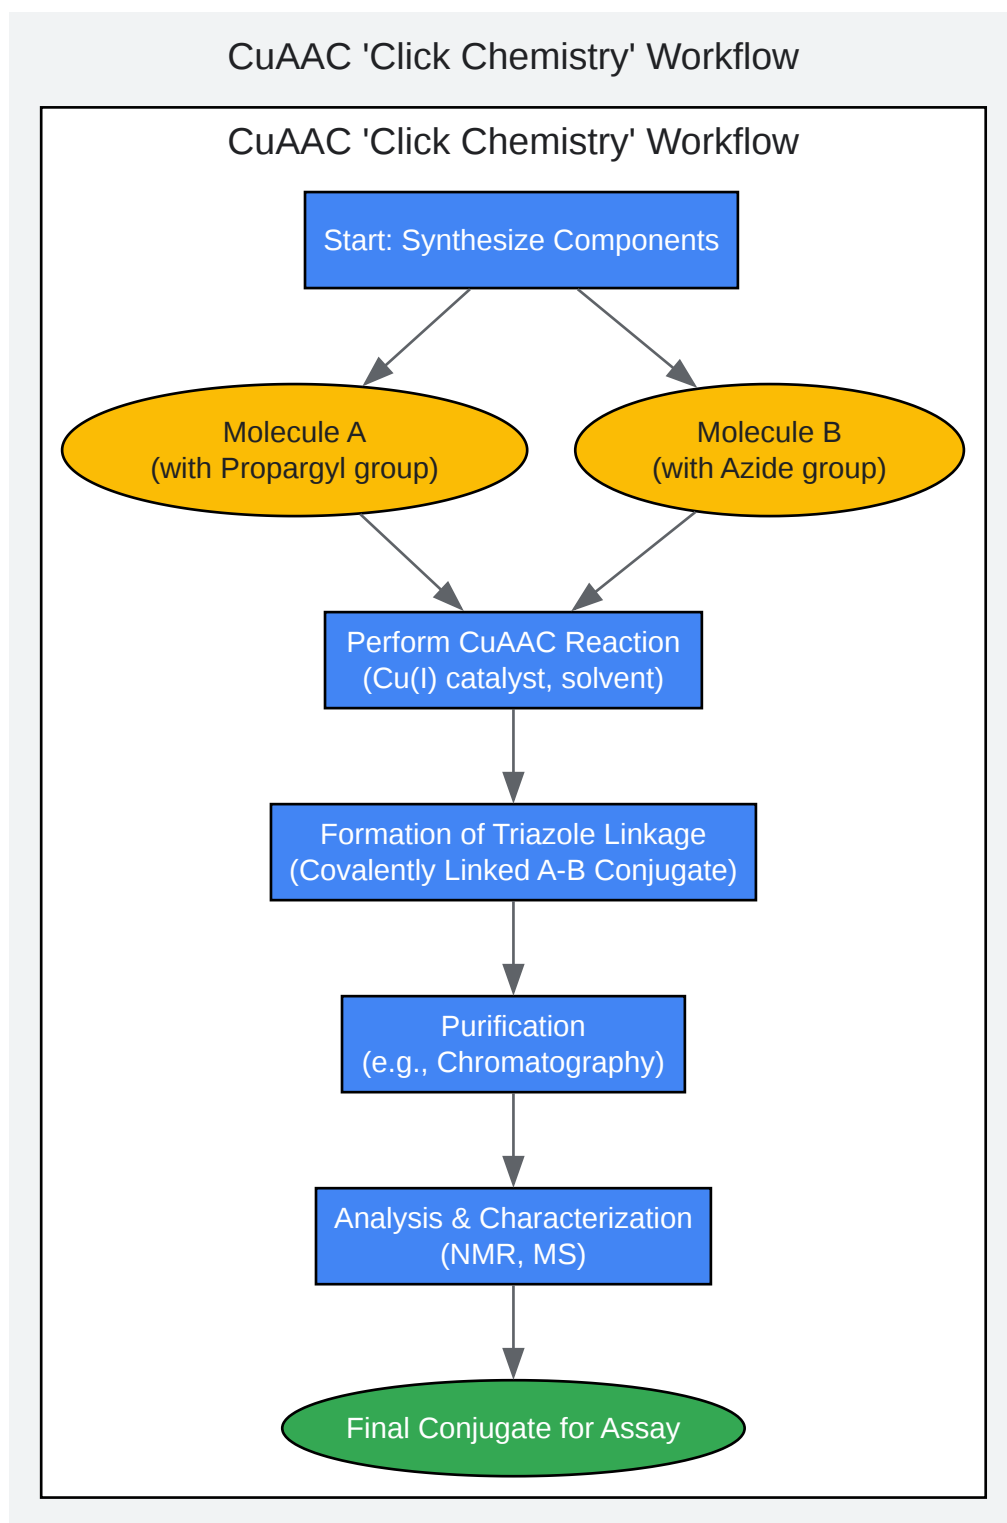 CuAAC 'Click Chemistry' Workflow
CuAAC 'Click Chemistry' Workflow
Start: Synthesize Components
Molecule A
(with Propargyl group)
Molecule B
(with Azide group)
Perform CuAAC Reaction
(Cu(I) catalyst, solvent)
Formation of Triazole Linkage
(Covalently Linked A-B Conjugate)
Purification
(e.g., Chromatography)
Analysis & Characterization
(NMR, MS)
Final Conjugate for Assay